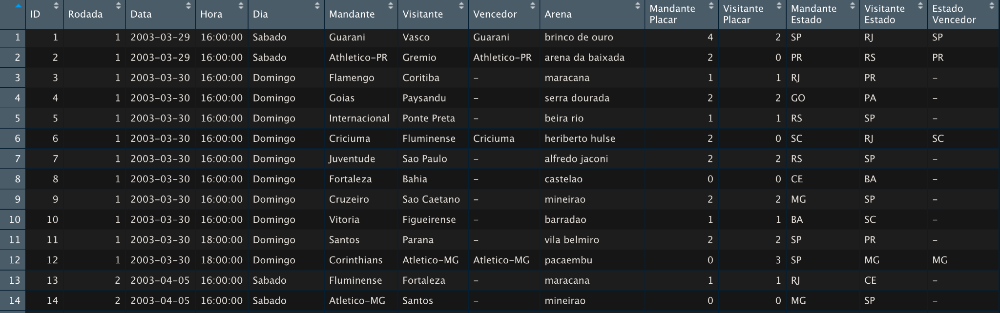 ID Rodada Data Hora Dia Mandante Visitante Vencedor Arena Mandante Placar Visitante Placar Mandante Estado Visitante Estado Estado Vencedor
1 1 1 2003-03-29 16:00:00 Sabado Guarani Vasco Guarani brinco de ouro 4 2 SP RJ SP
2 2 1 2003-03-29 16:00:00 Sabado Athletico-PR Gremio Athletico-PR arena da baixada 2 0 PR RS PR
3 3 1 2003-03-30 16:00:00 Domingo Flamengo Coritiba - maracana 1 1 RJ PR -
4 4 1 2003-03-30 16:00:00 Domingo Goias Paysandu - serra dourada 2 2 GO PA -
5 5 1 2003-03-30 16:00:00 Domingo Internacional Ponte Preta - beira rio 1 1 RS SP -
6 6 1 2003-03-30 16:00:00 Domingo Criciuma Fluminense Criciuma heriberto hulse 2 0 SC RJ SC
7 7 1 2003-03-30 16:00:00 Domingo Juventude Sao Paulo - alfredo jaconi 2 2 RS SP -
8 8 1 2003-03-30 16:00:00 Domingo Fortaleza Bahia - castelao 0 0 CE BA -
9 9 1 2003-03-30 16:00:00 Domingo Cruzeiro Sao Caetano - mineirao 2 2 MG SP -
10 10 1 2003-03-30 16:00:00 Domingo Vitoria Figueirense - barradao 1 1 BA SC -
11 11 1 2003-03-30 18:00:00 Domingo Santos Parana - vila belmiro 2 2 SP PR -
12 12 1 2003-03-30 18:00:00 Domingo Corinthians Atletico-MG Atletico-MG pacaembu 0 3 SP MG MG
13 13 2 2003-04-05 16:00:00 Sabado Fluminense Fortaleza - maracana 1 1 RJ CE -
14 14 2 2003-04-05 16:00:00 Sabado Atletico-MG Santos - mineirao 0 0 MG SP -